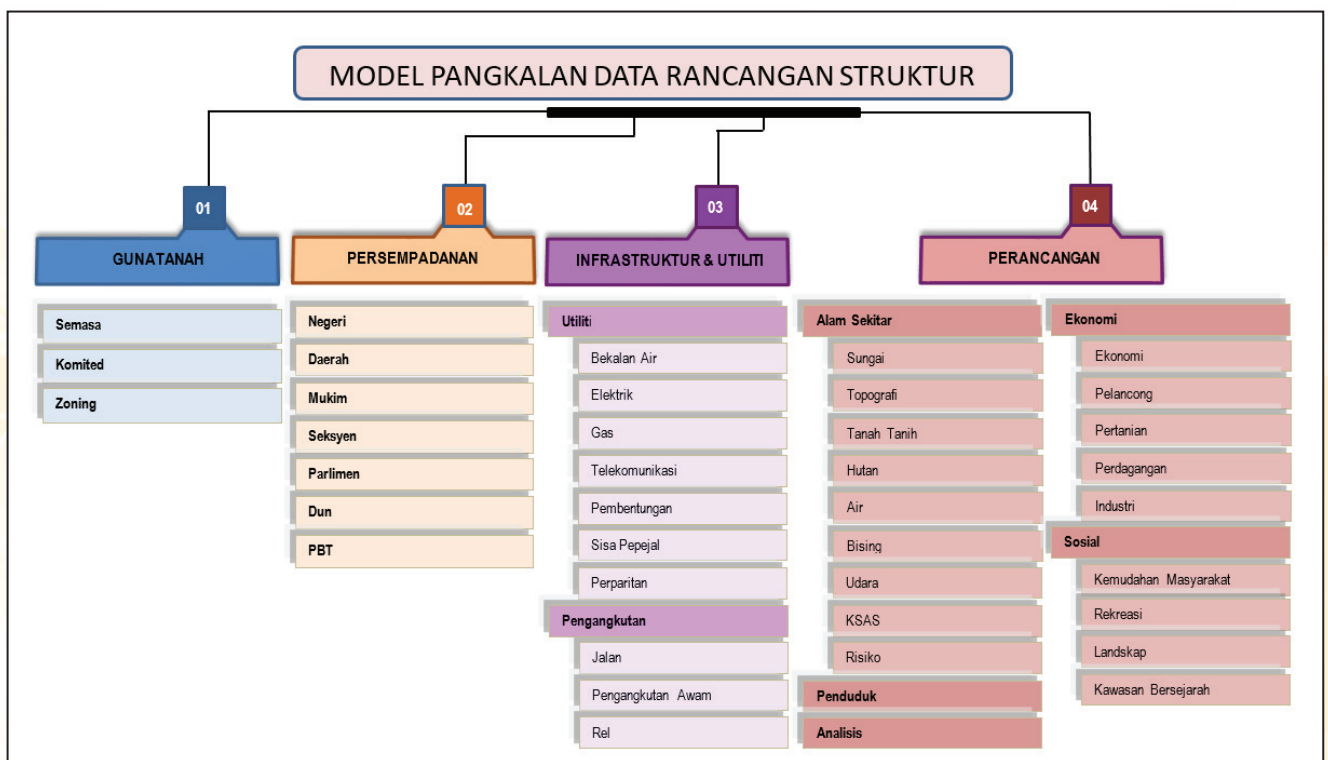 MODEL PANGKALAN DATA RANCANGAN STRUKTUR
01
GUNATANAH
Semasa
Komited
Zoning
02
PERSEMPADANAN
Negeri
Daerah
Mukim
Seksyen
Parlimen
Dun
PBT
03
INFRASTRUKTUR & UTILITI
Utiliti
Bekalan Air
Elektrik
Gas
Telekomunikasi
Pembentungan
Sisa Pepejal
Perparitan
Pengangkutan
Jalan
Pengangkutan Awam
Rel
04
PERANCANGAN
Alam Sekitar
Sungai
Topografi
Tanah Tanih
Hutan
Air
Bising
Udara
KSAS
Risiko
Penduduk
Analisis
Ekonomi
Ekonomi
Pelancong
Pertanian
Perdagangan
Industri
Sosial
Kemudahan Masyarakat
Rekreasi
Landskap
Kawasan Bersejarah